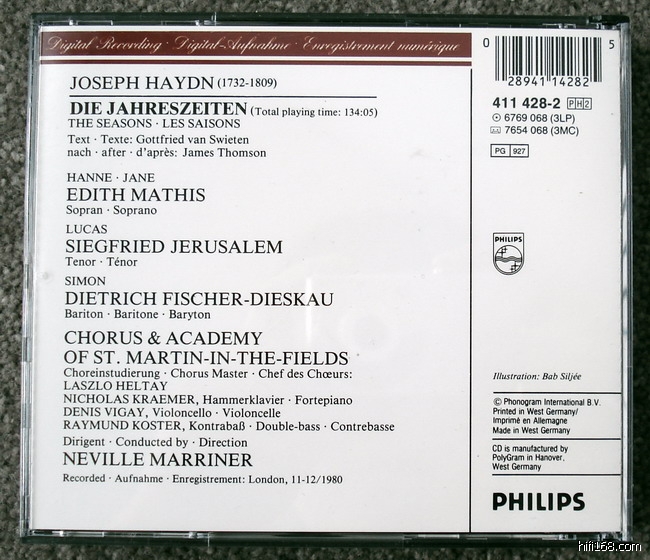 Digital Recording · Digital-Aufnahme · Enregistrement numérique
JOSEPH HAYDN (1732-1809)
DIE JAHRESZEITEN (Total playing time: 134:05)
THE SEASONS · LES SAISONS
Text · Texte: Gottfried van Swieten
nach · after · d'après: James Thomson
HANNE · JANE
EDITH MATHIS
Sopran · Soprano
LUCAS
SIEGFRIED JERUSALEM
Tenor · Ténor
SIMON
DIETRICH FISCHER-DIESKAU
Bariton · Baritone · Baryton
CHORUS & ACADEMY
OF ST. MARTIN-IN-THE-FIELDS
Choreinstudierung · Chorus Master · Chef des Chœurs:
LASZLO HELTAY
NICHOLAS KRAEMER, Hammerklavier · Fortepiano
DENIS VIGAY, Violoncello · Violoncelle
RAYMUND KOSTER, Kontrabaß · Double-bass · Contrebasse
Dirigent · Conducted by · Direction
NEVILLE MARRINER
Recorded · Aufnahme · Enregistrement: London, 11-12/1980
0 28941 14282 5
411 428-2 PH2
6769 068 (3LP)
7654 068 (3MC)
PG 927
PHILIPS
Illustration: Bab Siljée
℗ Phonogram International B.V.
Printed in West Germany/
Imprimé en Allemagne
Made in West Germany
CD is manufactured by
PolyGram in Hanover,
West Germany
PHILIPS
hifi168.com